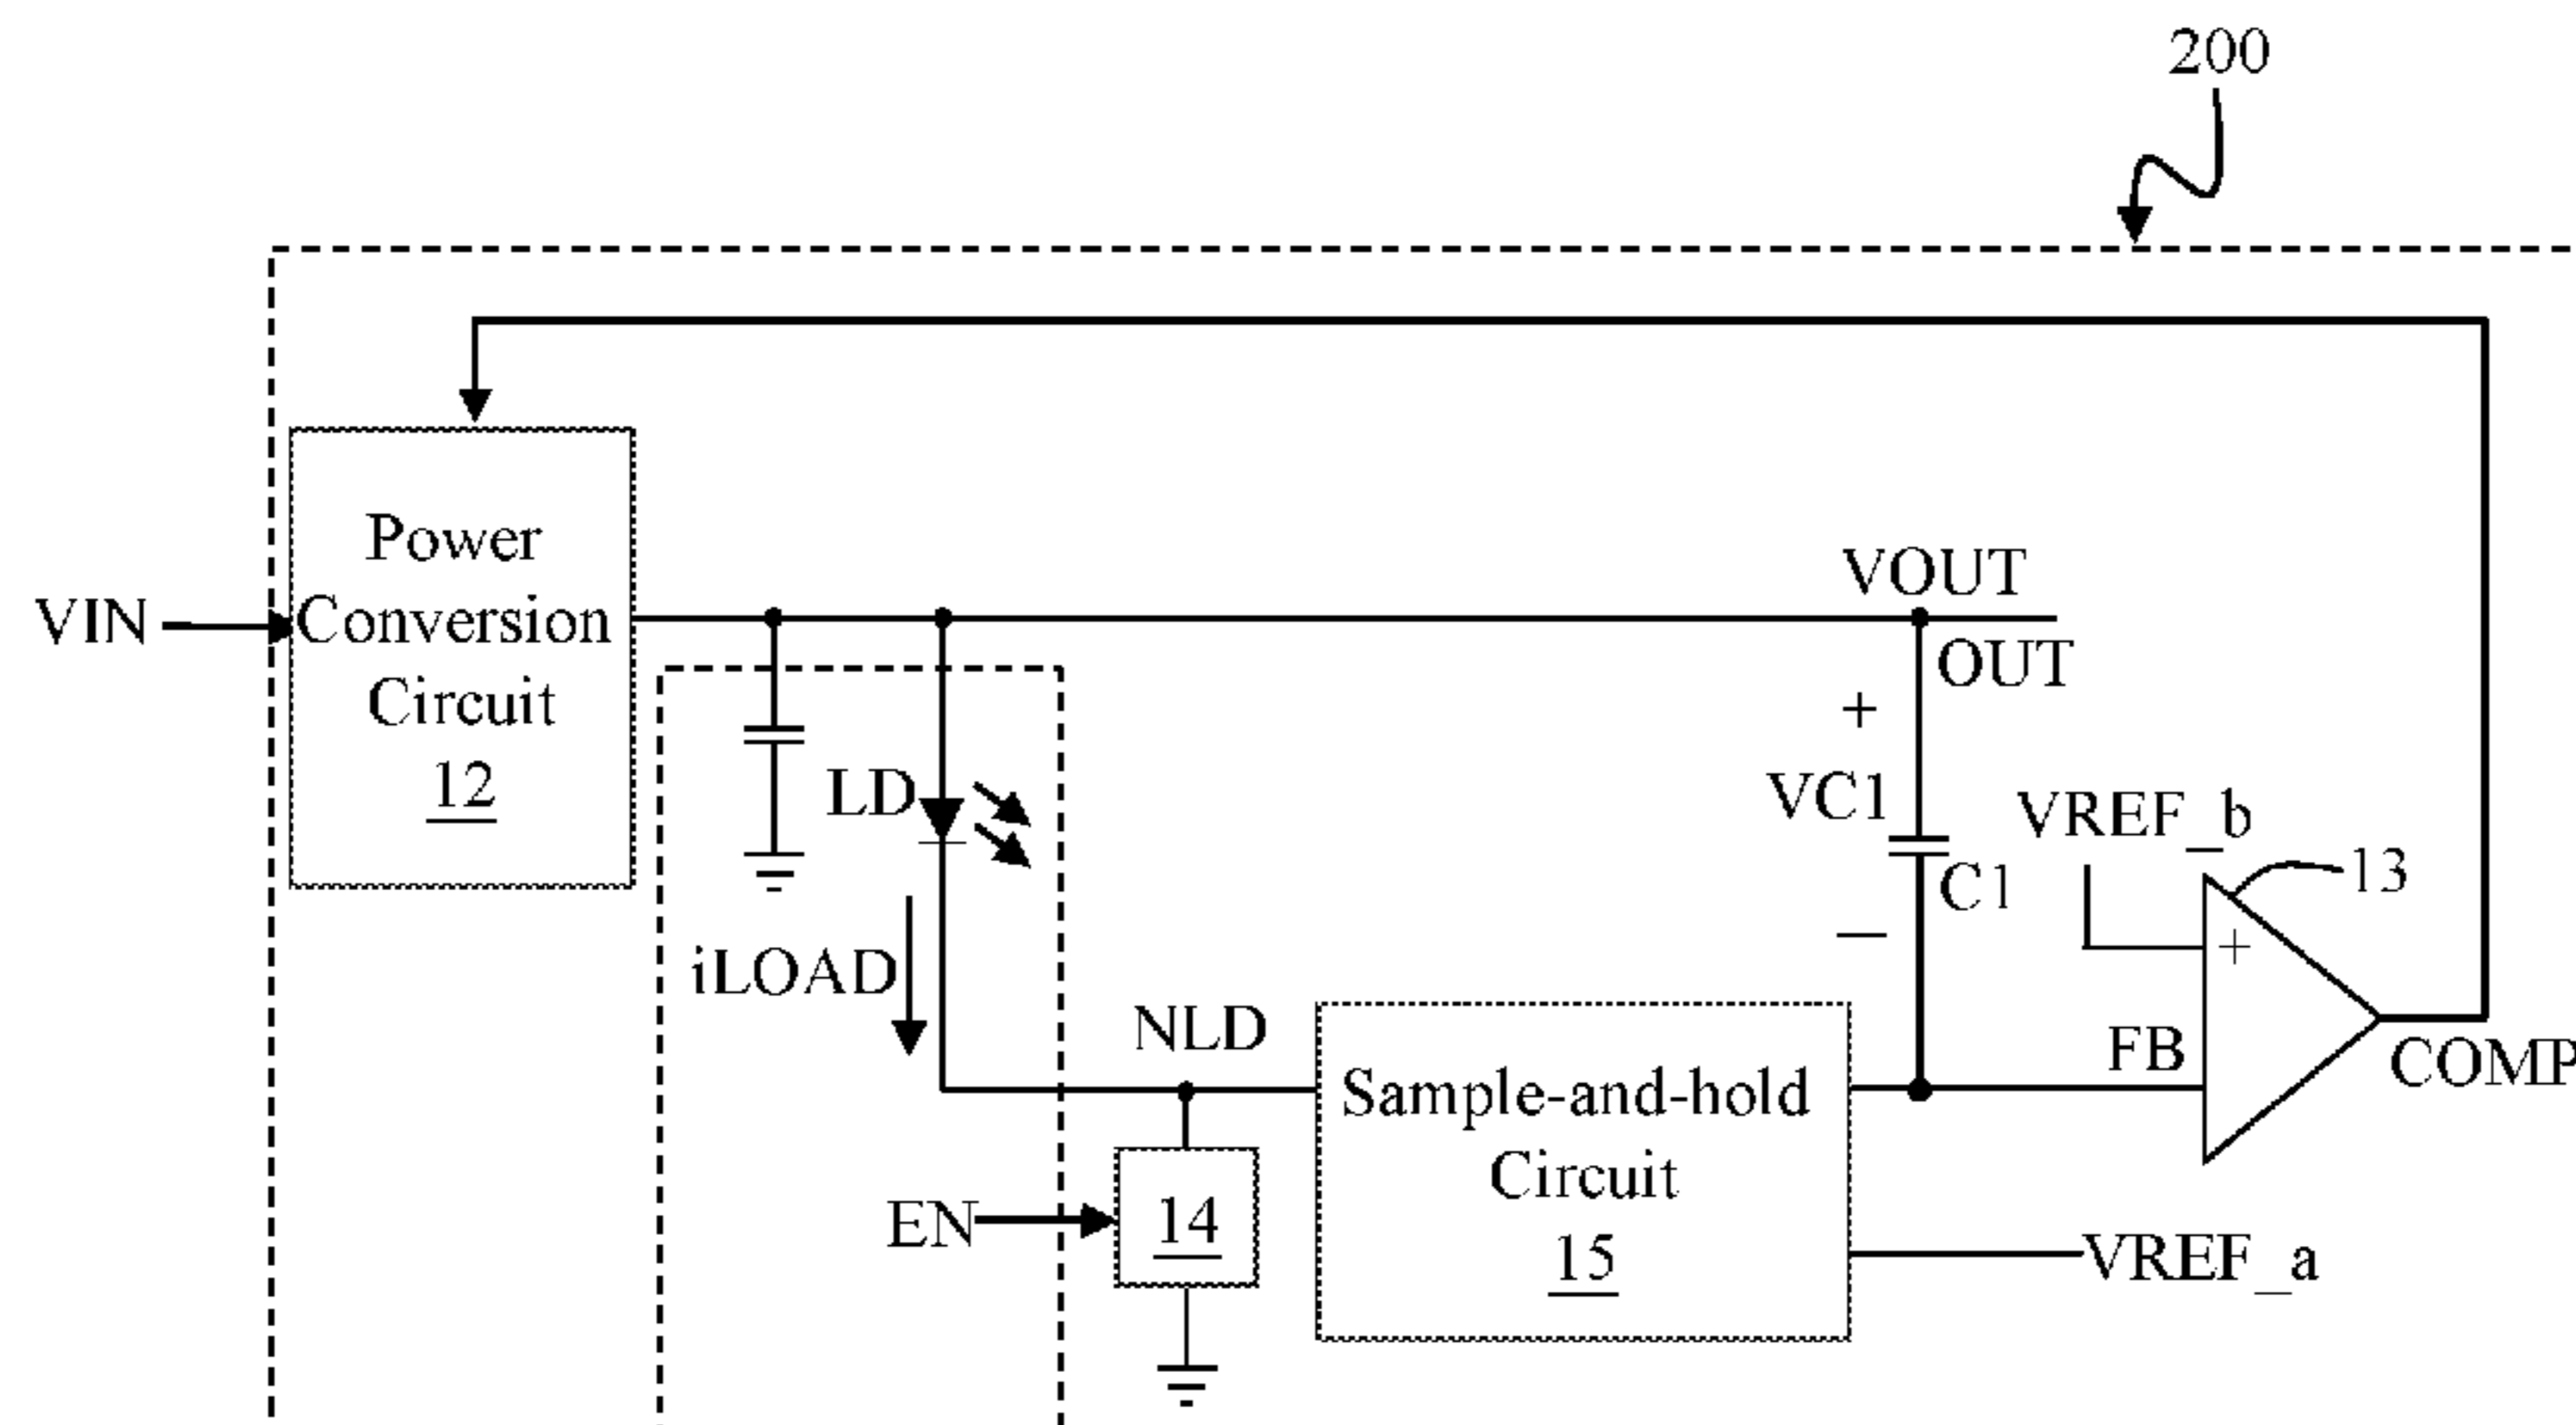 200
Power
Conversion
Circuit
12
VIN
VOUT
OUT
+
VC1
C1
−
LD
iLOAD
VREF_b
13
+
NLD
FB
COMP
Sample-and-hold
Circuit
15
EN
14
VREF_a